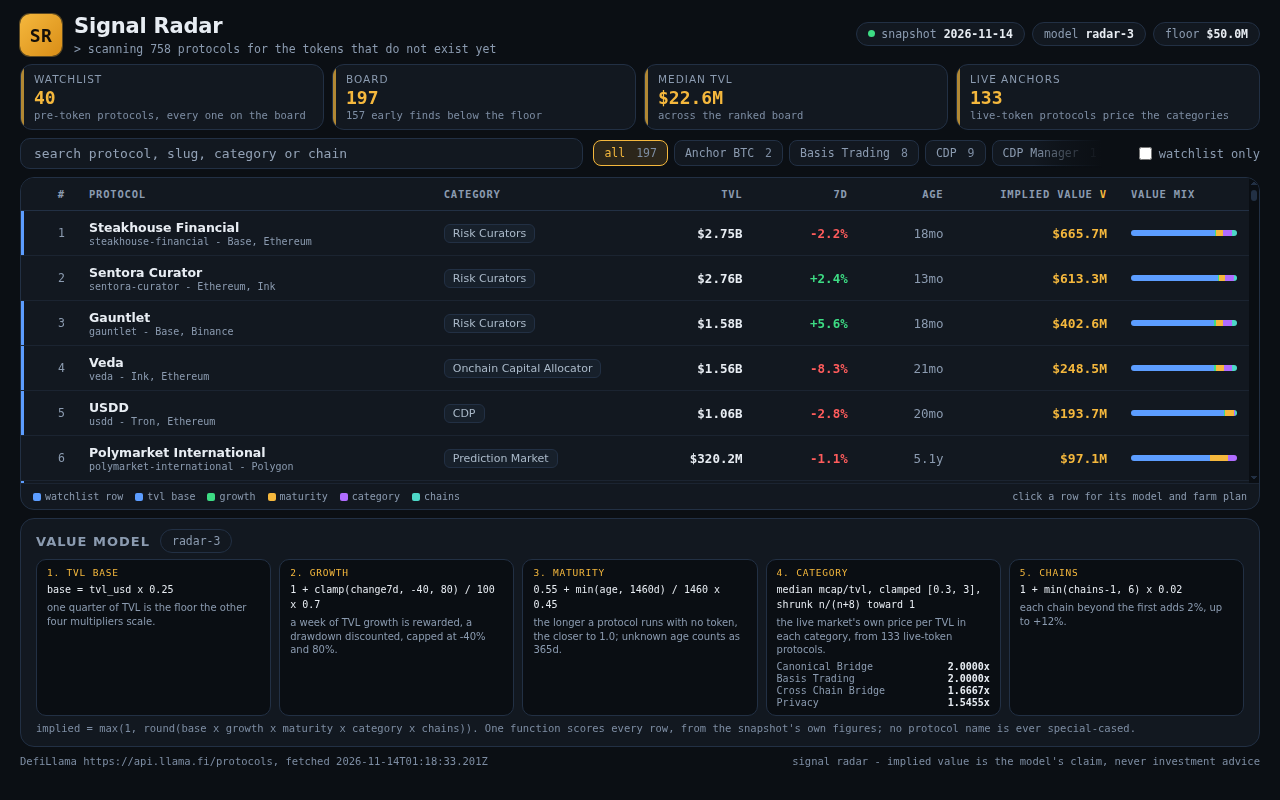 SR
Signal Radar
> scanning 758 protocols for the tokens that do not exist yet
snapshot 2026-11-14
model radar-3
floor $50.0M
WATCHLIST
40
pre-token protocols, every one on the board
BOARD
197
157 early finds below the floor
MEDIAN TVL
$22.6M
across the ranked board
LIVE ANCHORS
133
live-token protocols price the categories
search protocol, slug, category or chain
all 197
Anchor BTC 2
Basis Trading 8
CDP 9
CDP Manager 1
watchlist only
# PROTOCOL CATEGORY TVL 7D AGE IMPLIED VALUE V VALUE MIX
1 Steakhouse Financial Risk Curators $2.75B -2.2% 18mo $665.7M
steakhouse-financial - Base, Ethereum
2 Sentora Curator Risk Curators $2.76B +2.4% 13mo $613.3M
sentora-curator - Ethereum, Ink
3 Gauntlet Risk Curators $1.58B +5.6% 18mo $402.6M
gauntlet - Base, Binance
4 Veda Onchain Capital Allocator $1.56B -8.3% 21mo $248.5M
veda - Ink, Ethereum
5 USDD CDP $1.06B -2.8% 20mo $193.7M
usdd - Tron, Ethereum
6 Polymarket International Prediction Market $320.2M -1.1% 5.1y $97.1M
polymarket-international - Polygon
watchlist row tvl base growth maturity category chains
click a row for its model and farm plan
VALUE MODEL radar-3
1. TVL BASE
base = tvl_usd x 0.25
one quarter of TVL is the floor the other
four multipliers scale.
2. GROWTH
1 + clamp(change7d, -40, 80) / 100
x 0.7
a week of TVL growth is rewarded, a
drawdown discounted, capped at -40%
and 80%.
3. MATURITY
0.55 + min(age, 1460d) / 1460 x
0.45
the longer a protocol runs with no token,
the closer to 1.0; unknown age counts as
365d.
4. CATEGORY
median mcap/tvl, clamped [0.3, 3],
shrunk n/(n+8) toward 1
the live market's own price per TVL in
each category, from 133 live-token
protocols.
Canonical Bridge 2.0000x
Basis Trading 2.0000x
Cross Chain Bridge 1.6667x
Privacy 1.5455x
5. CHAINS
1 + min(chains-1, 6) x 0.02
each chain beyond the first adds 2%, up
to +12%.
implied = max(1, round(base x growth x maturity x category x chains)). One function scores every row, from the snapshot's own figures; no protocol name is ever special-cased.
DefiLlama https://api.llama.fi/protocols, fetched 2026-11-14T01:18:33.201Z
signal radar - implied value is the model's claim, never investment advice